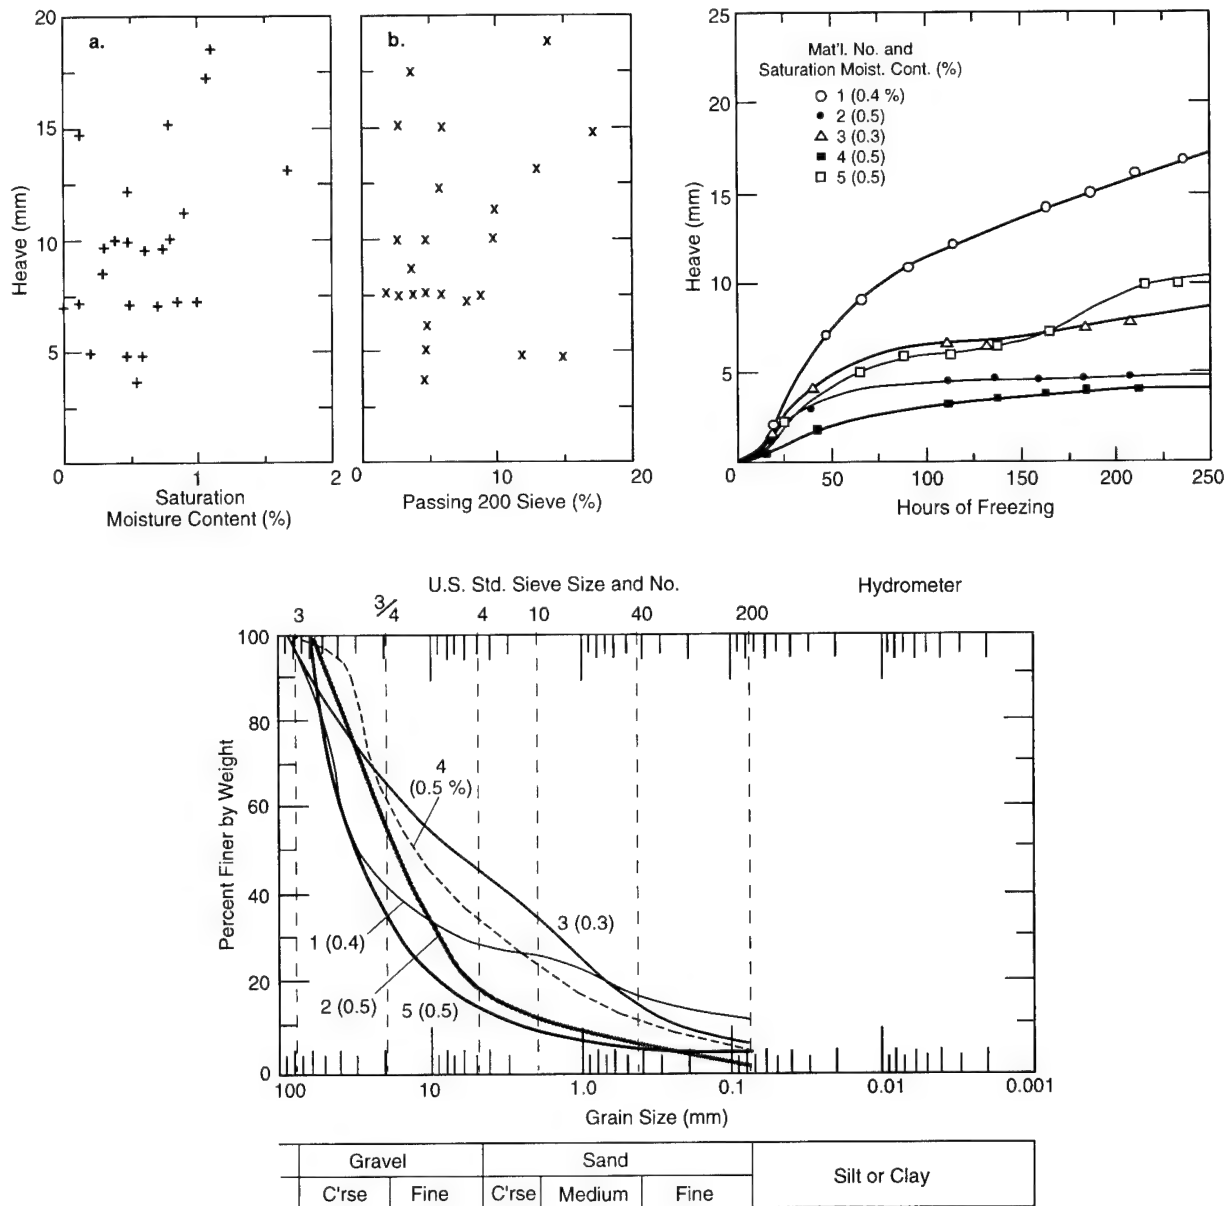 20
15
10
5
0
1
2
a.
Heave (mm)
Saturation
Moisture Content (%)
b.
0
10
20
Passing 200 Sieve (%)
25
20
15
10
5
0
50
100
150
200
250
Heave (mm)
Hours of Freezing
Mat'l. No. and
Saturation Moist. Cont. (%)
1 (0.4 %)
2 (0.5)
3 (0.3)
4 (0.5)
5 (0.5)
U.S. Std. Sieve Size and No.
Hydrometer
3
3/4
4
10
40
200
100
80
60
40
20
0
Percent Finer by Weight
4
(0.5 %)
3 (0.3)
1 (0.4)
2 (0.5)
5 (0.5)
100
10
1.0
0.1
0.01
0.001
Grain Size (mm)
Gravel
Sand
Silt or Clay
C'rse
Fine
C'rse
Medium
Fine